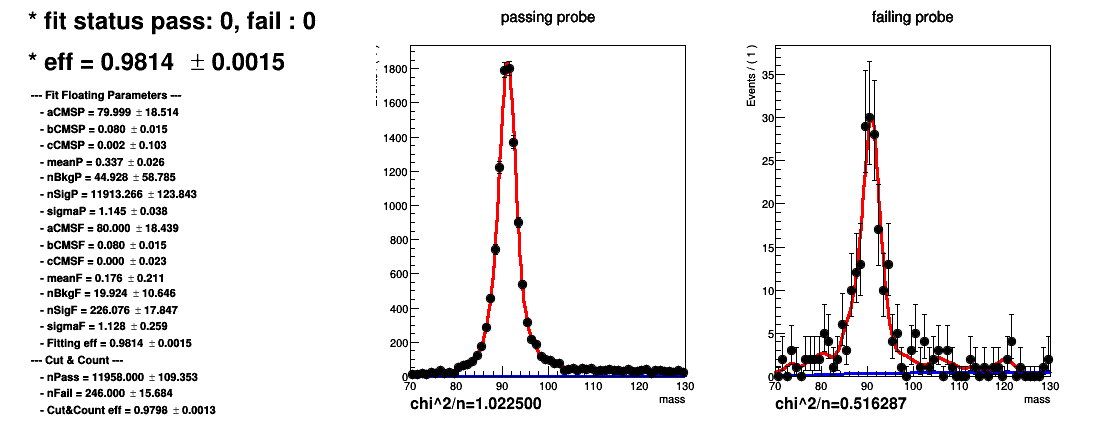 * fit status pass: 0, fail : 0
* eff = 0.9814 ± 0.0015
--- Fit Floating Parameters ---
- aCMSP = 79.999 ± 18.514
- bCMSP = 0.080 ± 0.015
- cCMSP = 0.002 ± 0.103
- meanP = 0.337 ± 0.026
- nBkgP = 44.928 ± 58.785
- nSigP = 11913.266 ± 123.843
- sigmaP = 1.145 ± 0.038
- aCMSF = 80.000 ± 18.439
- bCMSF = 0.080 ± 0.015
- cCMSF = 0.000 ± 0.023
- meanF = 0.176 ± 0.211
- nBkgF = 19.924 ± 10.646
- nSigF = 226.076 ± 17.847
- sigmaF = 1.128 ± 0.259
- Fitting eff = 0.9814 ± 0.0015
--- Cut & Count ---
- nPass = 11958.000 ± 109.353
- nFail = 246.000 ± 15.684
- Cut&Count eff = 0.9798 ± 0.0013
passing probe
1800
1600
1400
1200
1000
800
600
400
200
0
70 80 90 100 110 120 130
mass
chi^2/n=1.022500
failing probe
Events / ( 1 )
35
30
25
20
15
10
5
0
70 80 90 100 110 120 130
mass
chi^2/n=0.516287